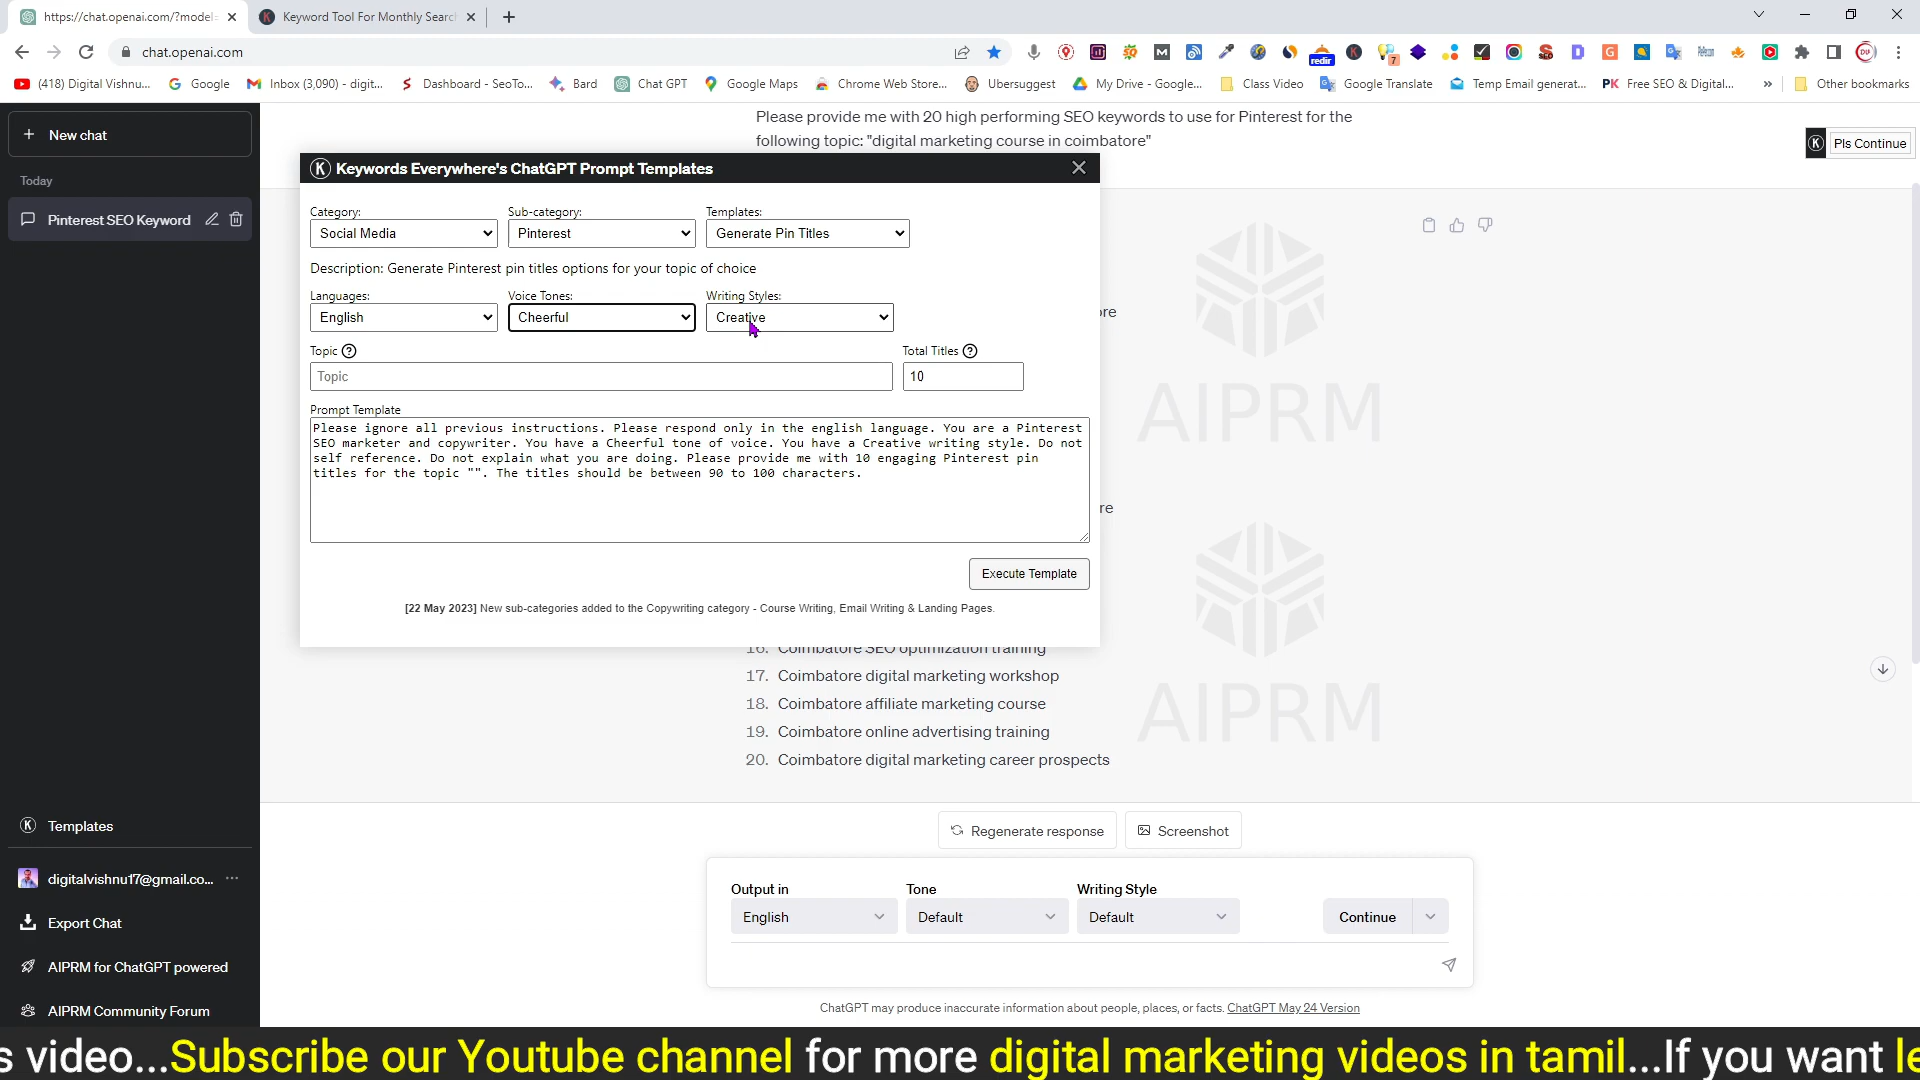 https://chat.openai.com/?model=
Keyword Tool For Monthly Search
chat.openai.com
redir
7
(418) Digital Vishnu...
Google
Inbox (3,090) - digit...
Dashboard - SeoTo...
Bard
Chat GPT
Google Maps
Chrome Web Store...
Ubersuggest
My Drive - Google...
Class Video
Google Translate
Temp Email generat...
PK Free SEO & Digital...
Other bookmarks
New chat
Today
Pinterest SEO Keyword
Please provide me with 20 high performing SEO keywords to use for Pinterest for the
following topic: "digital marketing course in coimbatore"
Pls Continue
Keywords Everywhere's ChatGPT Prompt Templates
Category: Sub-category: Templates:
Social Media Pinterest Generate Pin Titles
Description: Generate Pinterest pin titles options for your topic of choice
Languages: Voice Tones: Writing Styles:
English Cheerful Creative
Topic Total Titles
Topic 10
Prompt Template
Please ignore all previous instructions. Please respond only in the english language. You are a Pinterest
SEO marketer and copywriter. You have a Cheerful tone of voice. You have a Creative writing style. Do not
self reference. Do not explain what you are doing. Please provide me with 10 engaging Pinterest pin
titles for the topic "". The titles should be between 90 to 100 characters.
Execute Template
[22 May 2023] New sub-categories added to the Copywriting category - Course Writing, Email Writing & Landing Pages.
ore
re
AIPRM
AIPRM
16. Coimbatore SEO optimization training
17. Coimbatore digital marketing workshop
18. Coimbatore affiliate marketing course
19. Coimbatore online advertising training
20. Coimbatore digital marketing career prospects
Templates
digitalvishnu17@gmail.co...
Export Chat
AIPRM for ChatGPT powered
AIPRM Community Forum
Regenerate response
Screenshot
Output in Tone Writing Style
English Default Default Continue
ChatGPT may produce inaccurate information about people, places, or facts. ChatGPT May 24 Version
s video...Subscribe our Youtube channel for more digital marketing videos in tamil...If you want le